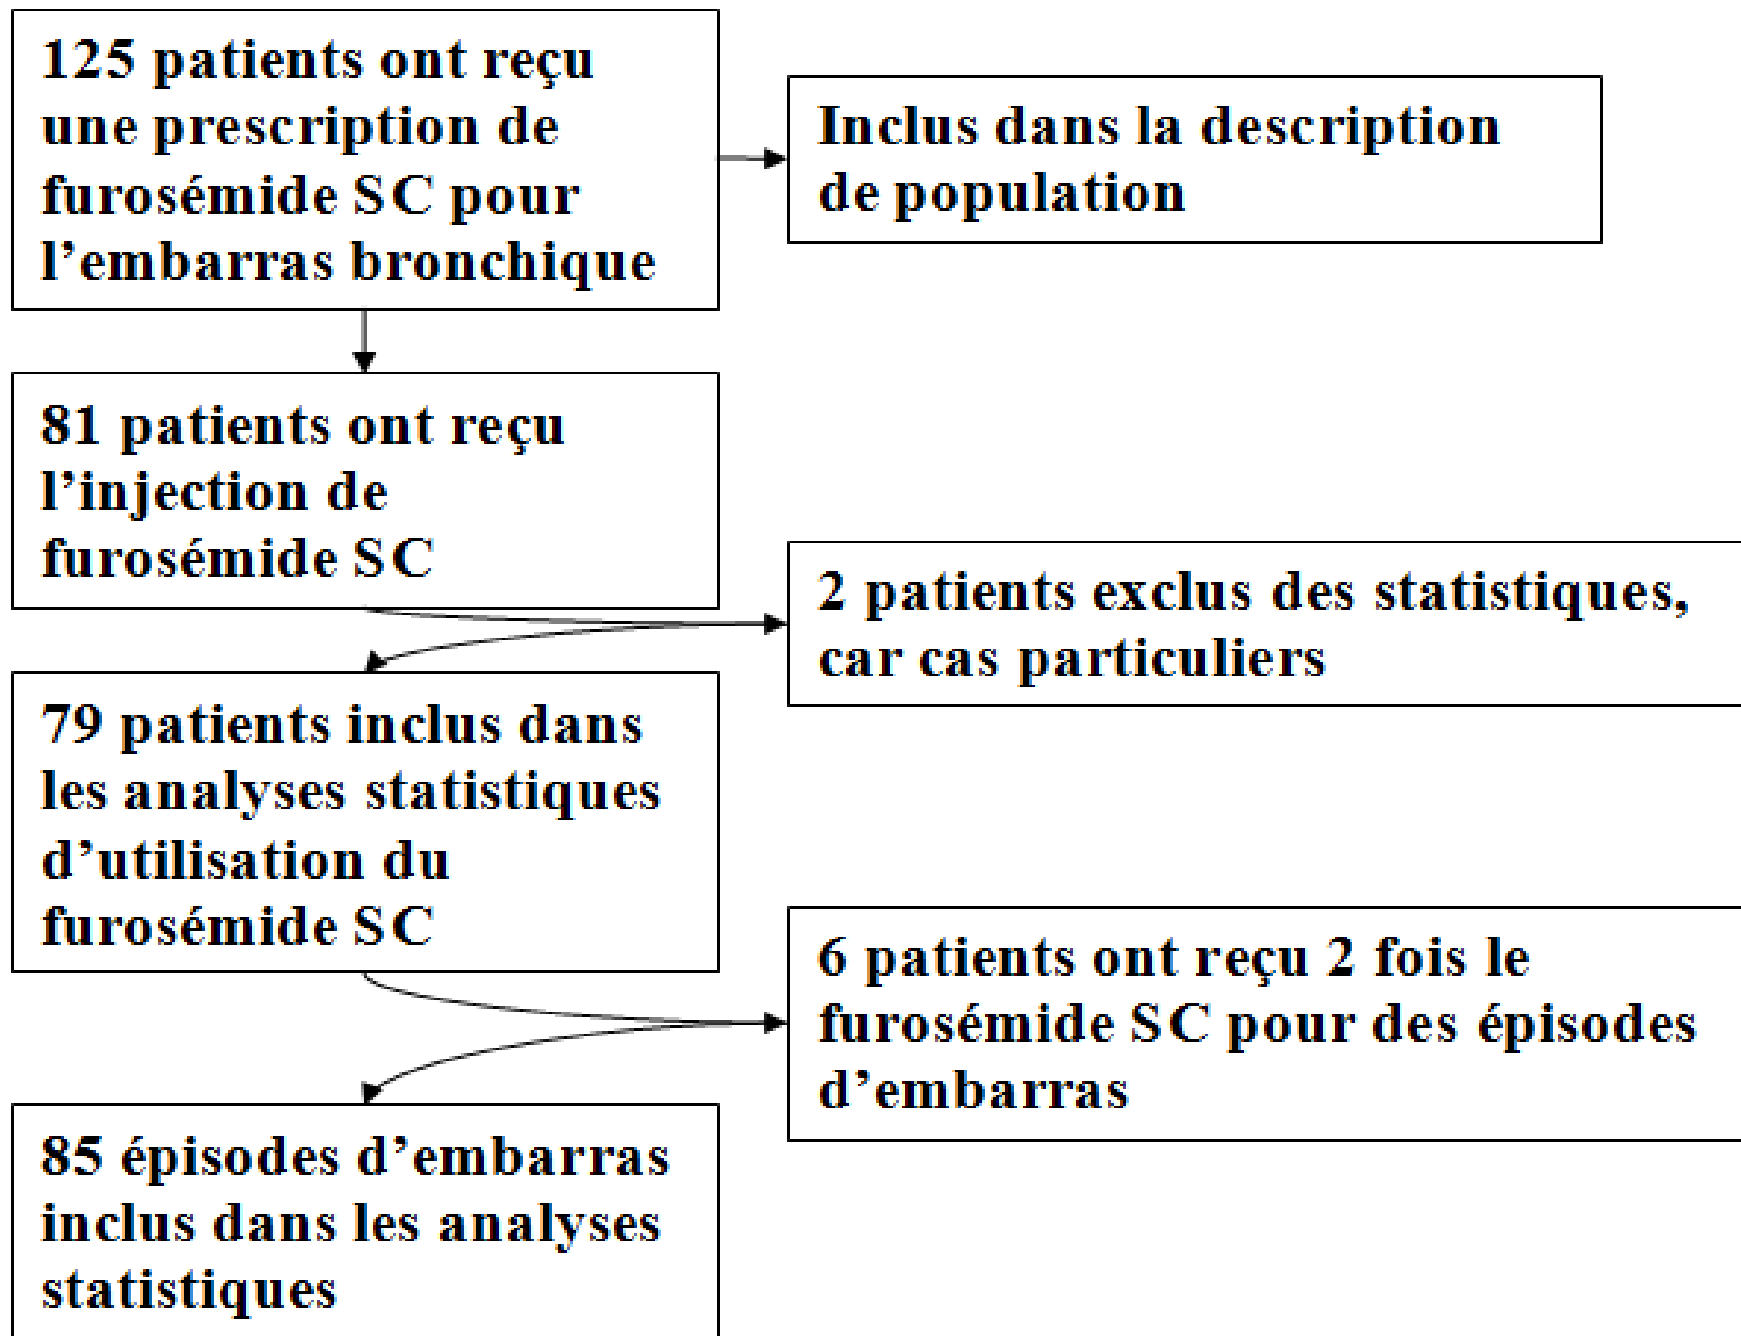 125 patients ont reçu
une prescription de
furosémide SC pour
l’embarras bronchique
Inclus dans la description
de population
81 patients ont reçu
l’injection de
furosémide SC
2 patients exclus des statistiques,
car cas particuliers
79 patients inclus dans
les analyses statistiques
d’utilisation du
furosémide SC
6 patients ont reçu 2 fois le
furosémide SC pour des épisodes
d’embarras
85 épisodes d’embarras
inclus dans les analyses
statistiques